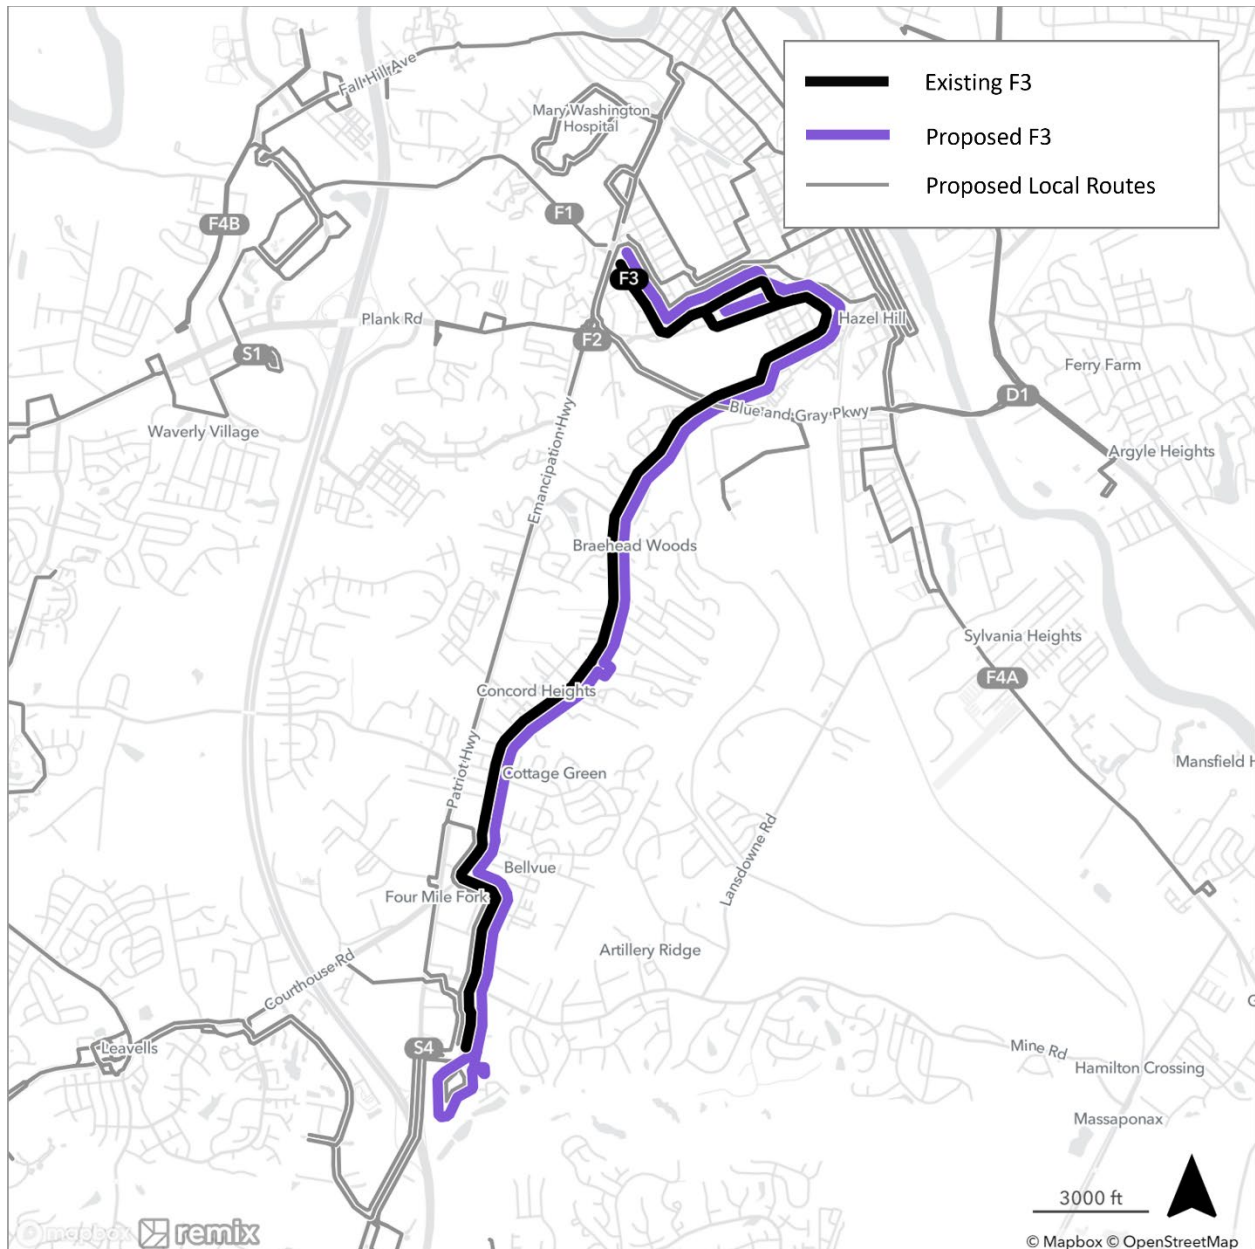 Existing F3
Proposed F3
Proposed Local Routes
Fall Hill Ave
Mary Washington
Hospital
F4B
F1
F3
Plank Rd
F2
Hazel Hill
S1
Ferry Farm
D1
Blue and Gray Pkwy
Waverly Village
Argyle Heights
Emancipation Hwy
Braehead Woods
Sylvania Heights
F4A
Concord Heights
Patriot Hwy
Mansfield H
Cottage Green
Bellvue
Lansdowne Rd
Four Mile Fork
Artillery Ridge
Courthouse Rd
G
Leavells
S4
Mine Rd
Hamilton Crossing
Massaponax
3000 ft
mapbox
remix
© Mapbox © OpenStreetMap